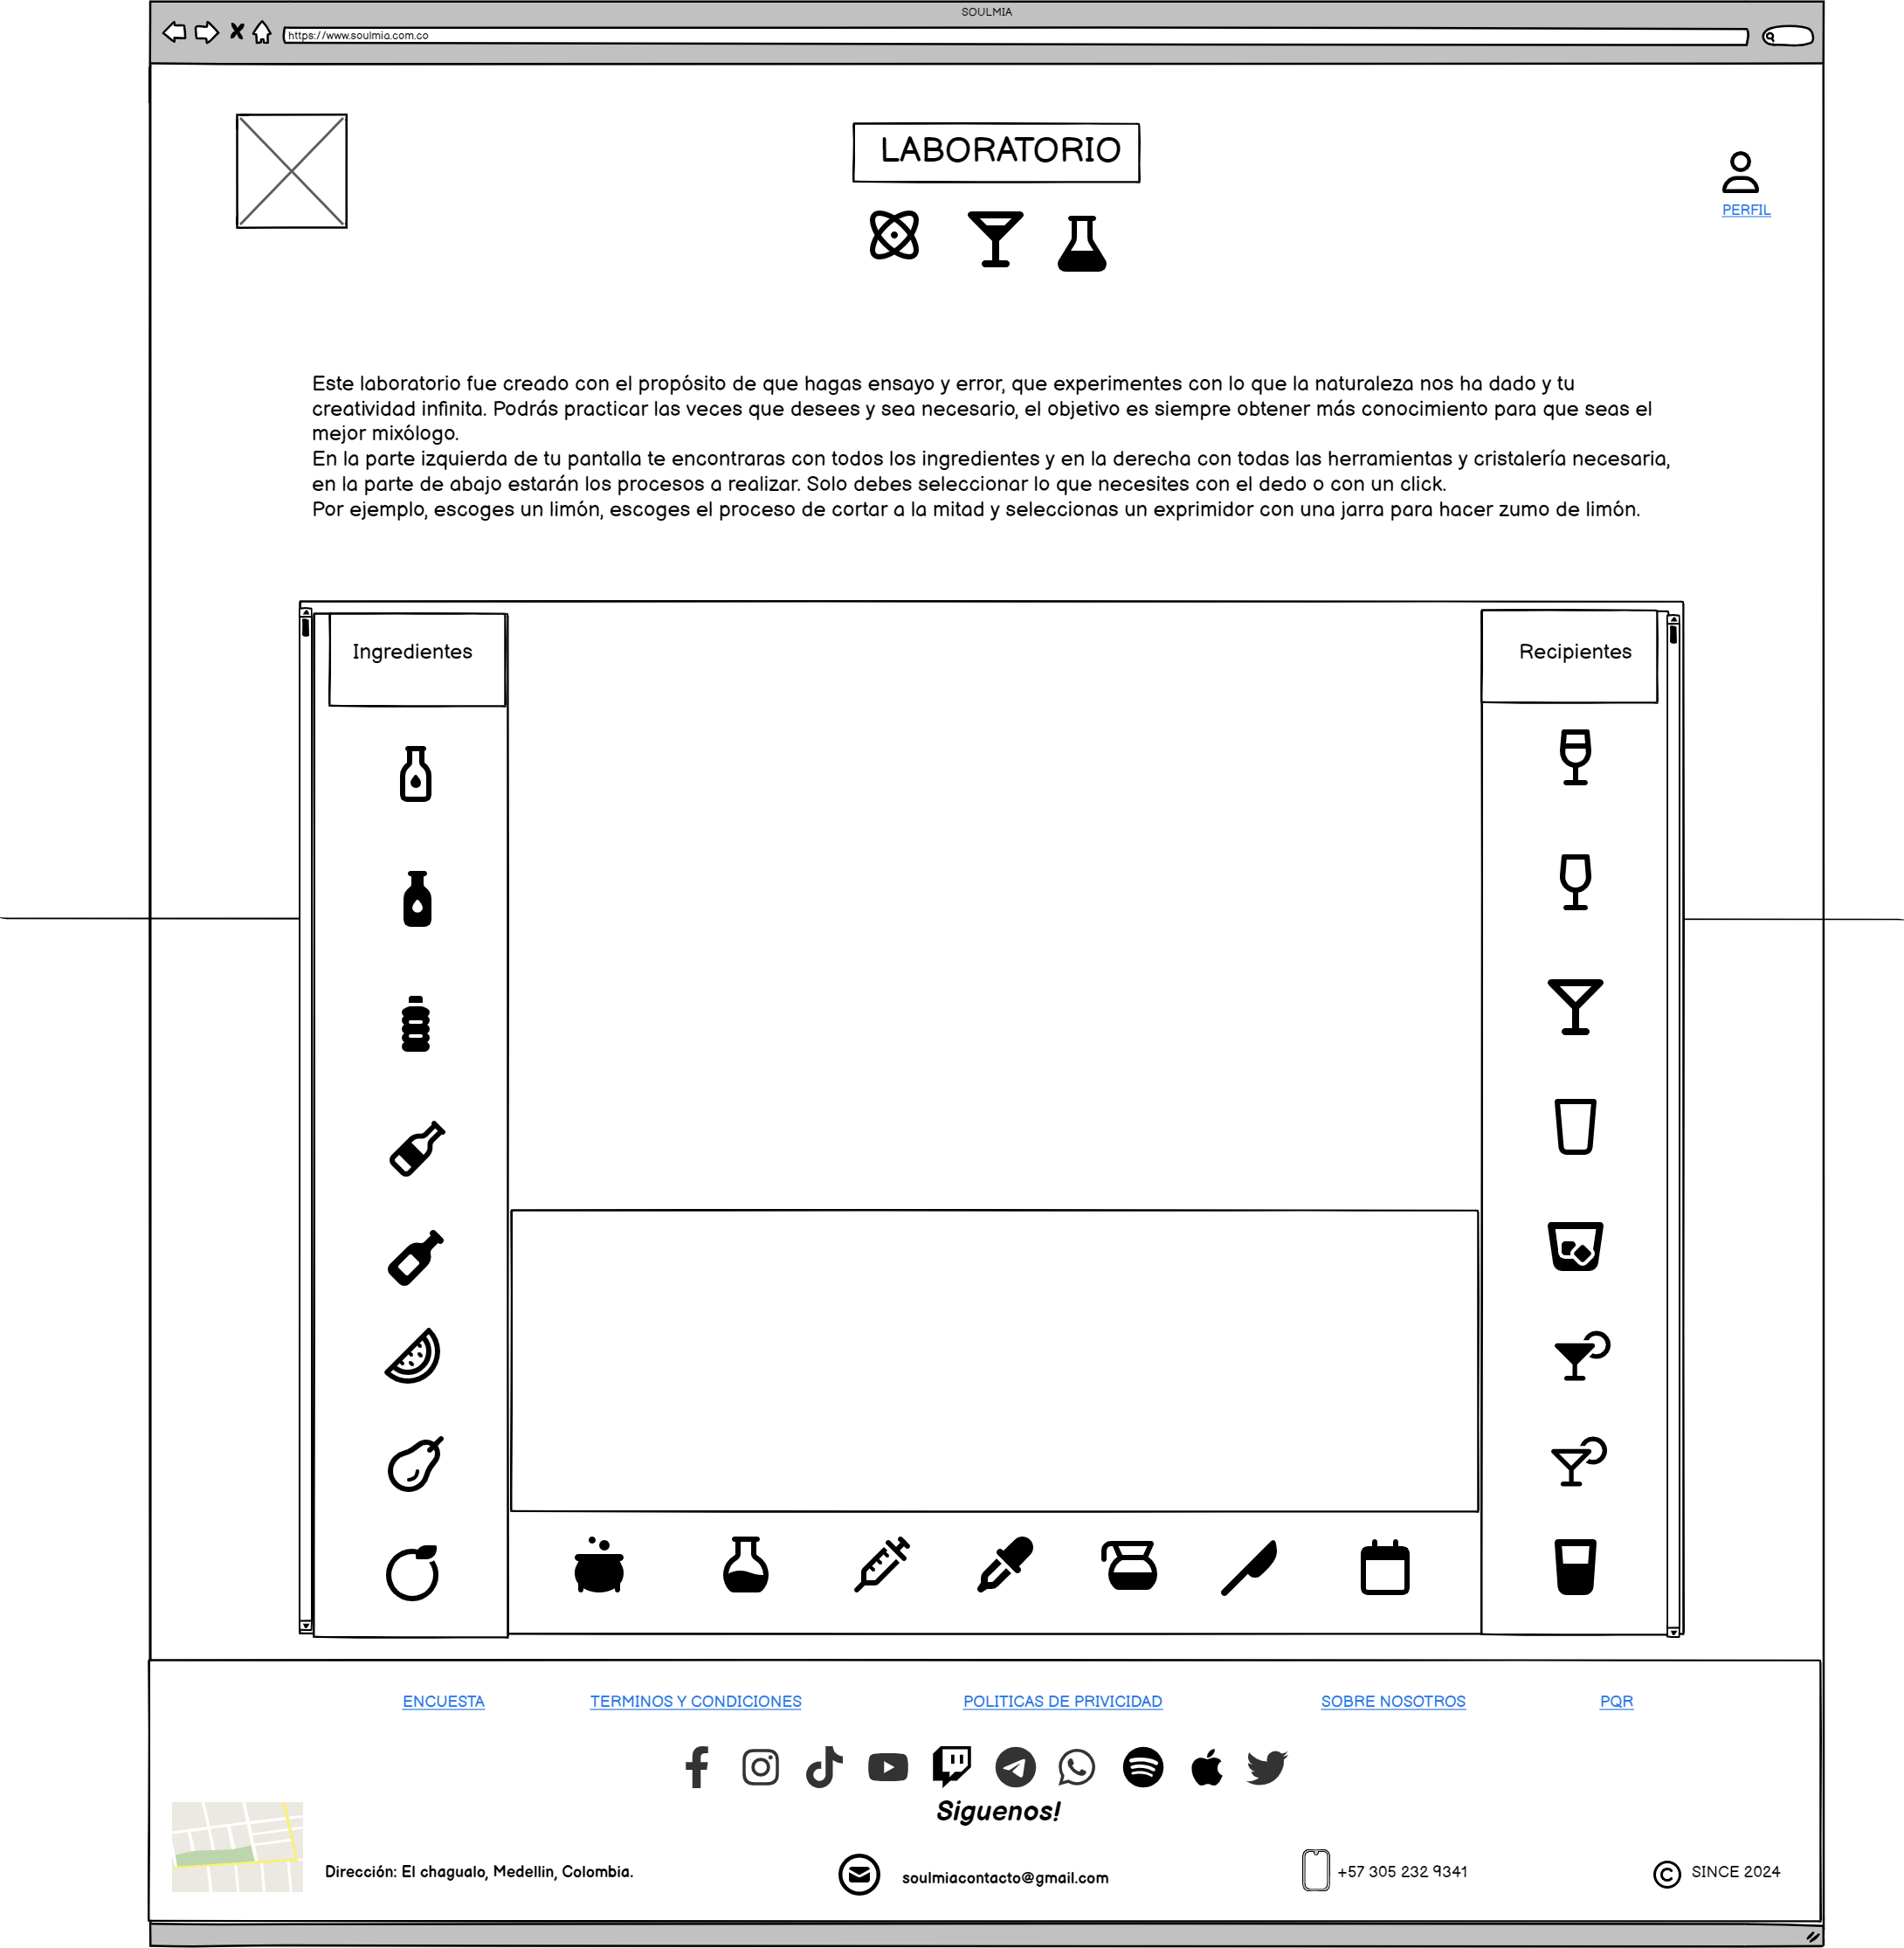 SOULMIA
https://www.soulmia.com.co
LABORATORIO
PERFIL
Este laboratorio fue creado con el propósito de que hagas ensayo y error, que experimentes con lo que la naturaleza nos ha dado y tu
creatividad infinita. Podrás practicar las veces que desees y sea necesario, el objetivo es siempre obtener más conocimiento para que seas el
mejor mixólogo.
En la parte izquierda de tu pantalla te encontraras con todos los ingredientes y en la derecha con todas las herramientas y cristalería necesaria,
en la parte de abajo estarán los procesos a realizar. Solo debes seleccionar lo que necesites con el dedo o con un click.
Por ejemplo, escoges un limón, escoges el proceso de cortar a la mitad y seleccionas un exprimidor con una jarra para hacer zumo de limón.
Ingredientes
Recipientes
ENCUESTA
TERMINOS Y CONDICIONES
POLITICAS DE PRIVICIDAD
SOBRE NOSOTROS
PQR
Siguenos!
Dirección: El chagualo, Medellin, Colombia.
soulmiacontacto@gmail.com
+57 305 232 9341
© SINCE 2024